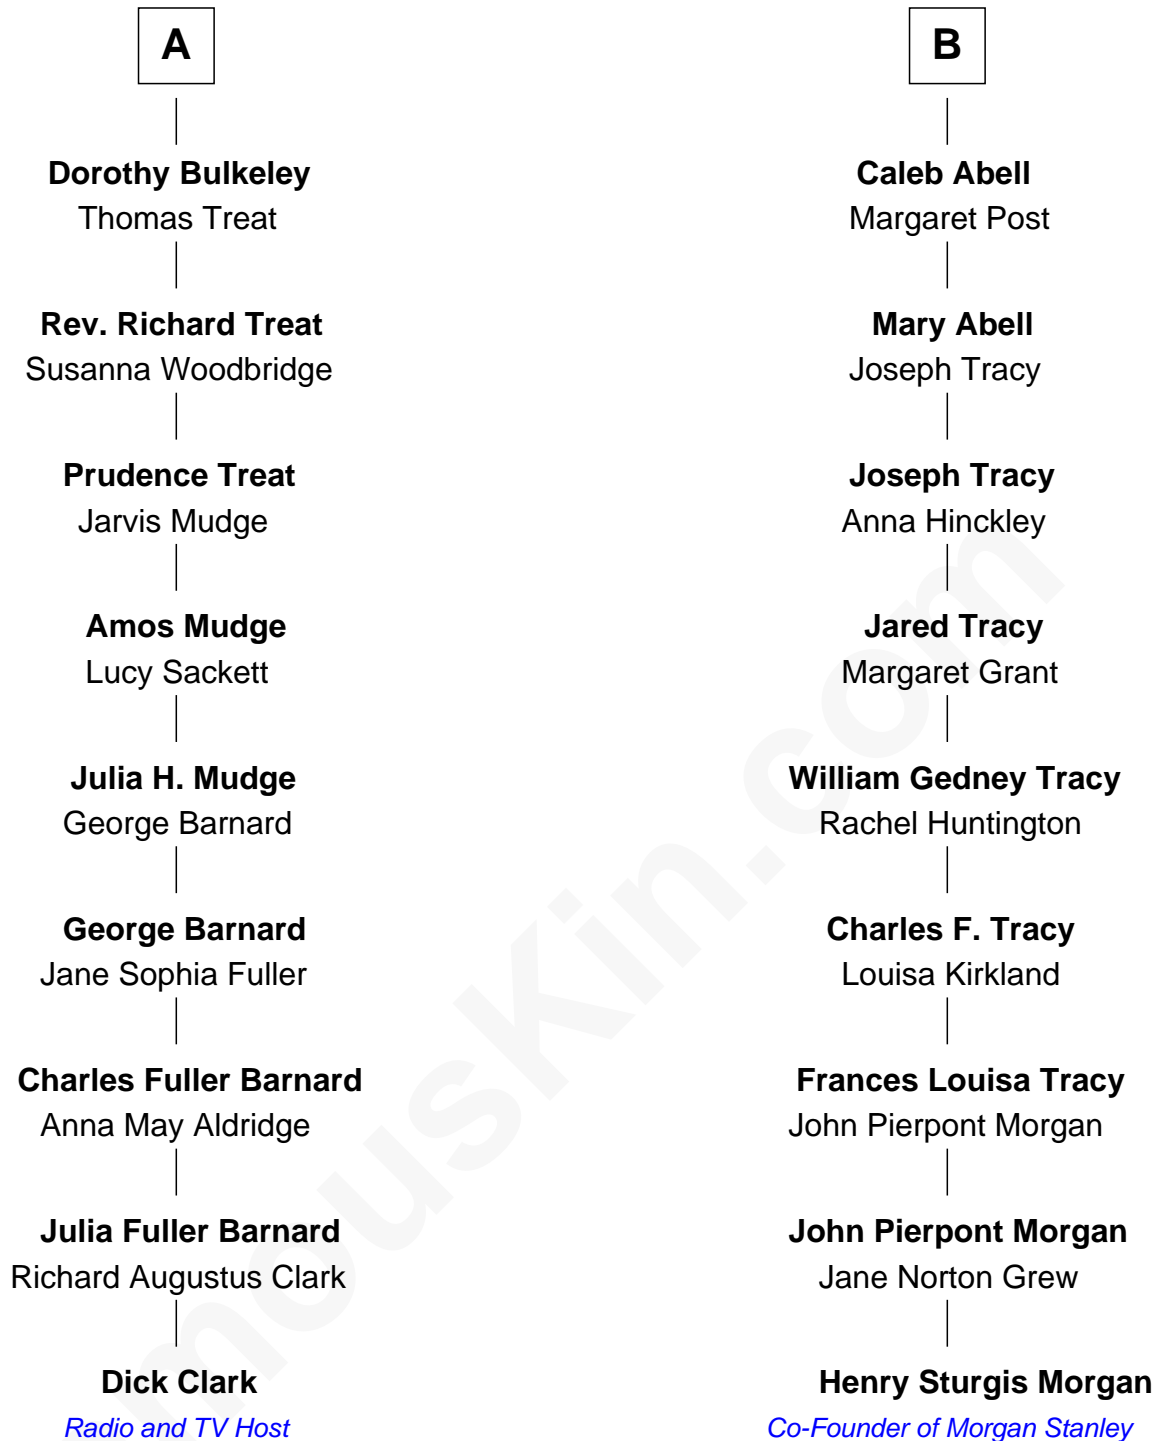 A
Dorothy Bulkeley
Thomas Treat
Rev. Richard Treat
Susanna Woodbridge
Prudence Treat
Jarvis Mudge
Amos Mudge
Lucy Sackett
Julia H. Mudge
George Barnard
George Barnard
Jane Sophia Fuller
Charles Fuller Barnard
Anna May Aldridge
Julia Fuller Barnard
Richard Augustus Clark
Dick Clark
Radio and TV Host
B
Caleb Abell
Margaret Post
Mary Abell
Joseph Tracy
Joseph Tracy
Anna Hinckley
Jared Tracy
Margaret Grant
William Gedney Tracy
Rachel Huntington
Charles F. Tracy
Louisa Kirkland
Frances Louisa Tracy
John Pierpont Morgan
John Pierpont Morgan
Jane Norton Grew
Henry Sturgis Morgan
Co-Founder of Morgan Stanley
mousKin.com